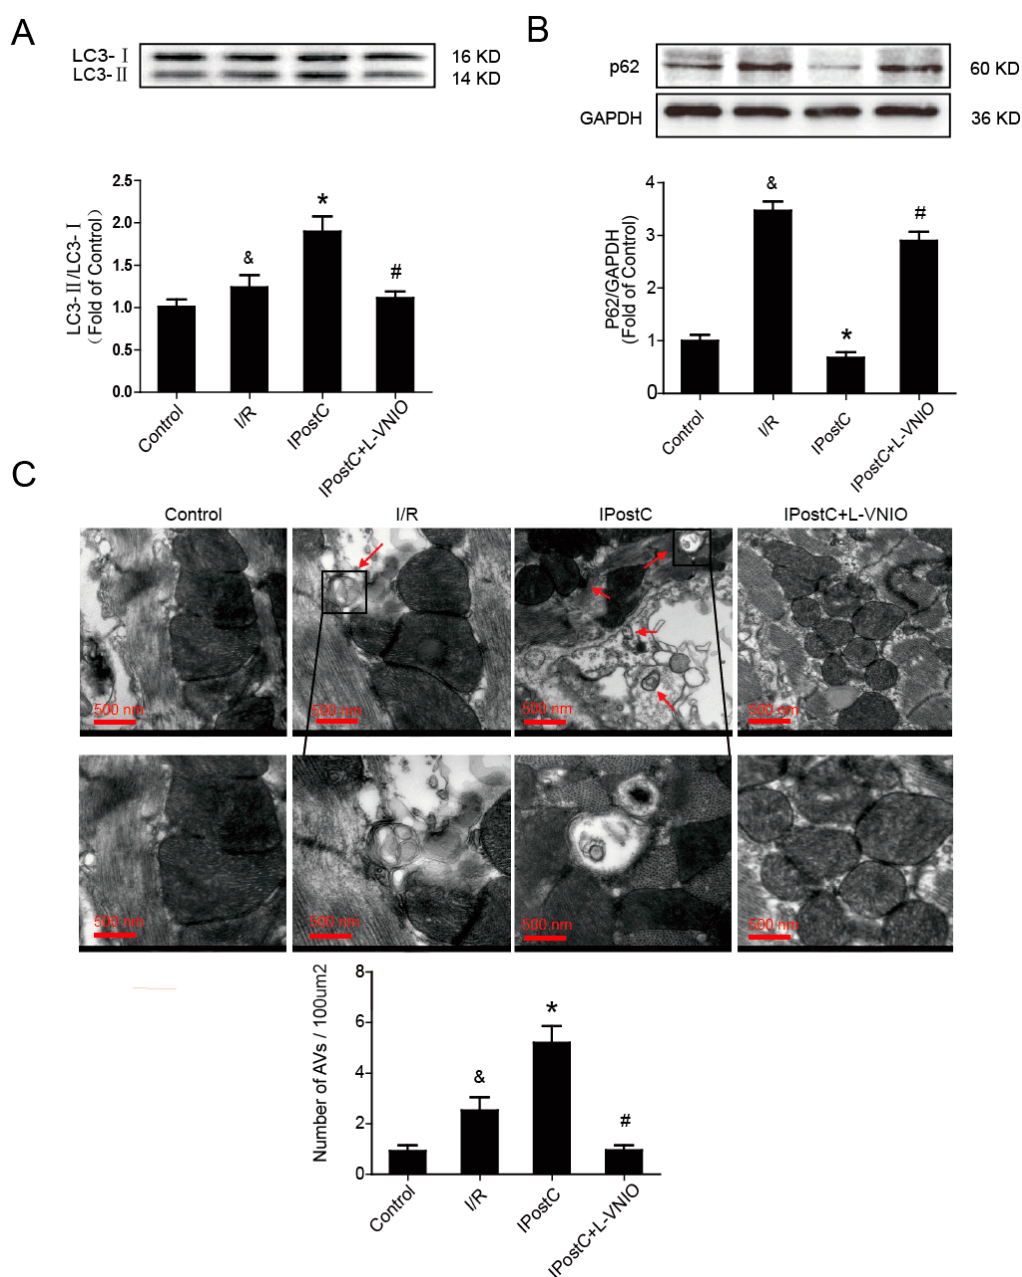 A
LC3-Ⅰ 16 KD
LC3-Ⅱ 14 KD
2.5
2.0
1.5
1.0
0.5
0.0
LC3-Ⅱ/LC3-Ⅰ
(Fold of Control)
&
*
#
Control
I/R
IPostC
IPostC+L-VNIO
B
p62 60 KD
GAPDH 36 KD
4
3
2
1
0
P62/GAPDH
(Fold of Control)
&
*
#
Control
I/R
IPostC
IPostC+L-VNIO
C
Control I/R IPostC IPostC+L-VNIO
500 nm 500 nm 500 nm 500 nm
500 nm 500 nm 500 nm 500 nm
8
6
4
2
0
Number of AVs / 100um2
&
*
#
Control
I/R
IPostC
IPostC+L-VNIO